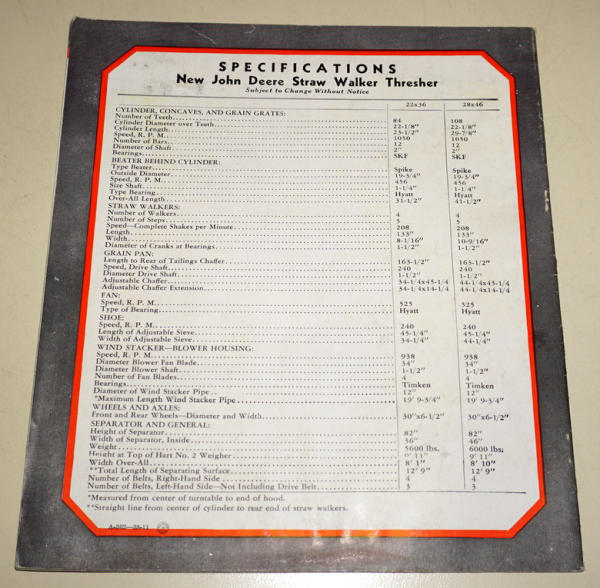 SPECIFICATIONS
New John Deere Straw Walker Thresher
Subject to Change Without Notice
22x36 28x46
CYLINDER, CONCAVES, AND GRAIN GRATES:
Number of Teeth 84 108
Cylinder Diameter over Teeth 22-1/8" 22-1/8"
Cylinder Length 23-1/2" 29-7/8"
Speed, R. P. M. 1050 1050
Number of Bars 12 12
Diameter of Shaft 2" 2"
Bearings SKF SKF
BEATER BEHIND CYLINDER:
Type Beater Spike Spike
Outside Diameter 19-3/4" 19-3/4"
Speed, R. P. M. 456 456
Size Shaft 1-1/4" 1-1/4"
Type Bearing Hyatt Hyatt
Over-All Length 31-1/2" 41-1/2"
STRAW WALKERS:
Number of Walkers 4 4
Number of Steps 5 5
Speed—Complete Shakes per Minute 208 208
Length 133" 133"
Width 8-1/16" 10-9/16"
Diameter of Cranks at Bearings 1-1/2" 1-1/2"
GRAIN PAN:
Length to Rear of Tailings Chaffer 163-1/2" 163-1/2"
Speed, Drive Shaft 240 240
Diameter Drive Shaft 1-1/2" 1-1/2"
Adjustable Chaffer 34-1/4x45-1/4 44-1/4x45-1/4
Adjustable Chaffer Extension 34-1/4x14-1/4 44-1/4x14-1/4
FAN:
Speed, R. P. M. 525 525
Type of Bearing Hyatt Hyatt
SHOE:
Speed, R. P. M. 240 240
Length of Adjustable Sieve 45-1/4" 45-1/4"
Width of Adjustable Sieve 34-1/4" 44-1/4"
WIND STACKER—BLOWER HOUSING:
Speed, R. P. M. 938 938
Diameter Blower Fan Blade 34" 34"
Diameter Blower Shaft 1-1/2" 1-1/2"
Number of Fan Blades 4 4
Bearings Timken Timken
Diameter of Wind Stacker Pipe 12" 12"
*Maximum Length Wind Stacker Pipe 19' 9-3/4" 19' 9-3/4"
WHEELS AND AXLES:
Front and Rear Wheels—Diameter and Width 30"x6-1/2" 30"x6-1/2"
SEPARATOR AND GENERAL:
Height of Separator 82" 82"
Width of Separator, Inside 36" 46"
Weight 5600 lbs. 6000 lbs.
Height at Top of Hart No. 2 Weigher 9' 11" 9' 11"
Width Over-All 8' 1" 8' 10"
**Total Length of Separating Surface 12' 9" 12' 9"
Number of Belts, Right-Hand Side 4 4
Number of Belts, Left-Hand Side—Not Including Drive Belt 3 3
*Measured from center of turntable to end of hood.
**Straight line from center of cylinder to rear end of straw walkers.